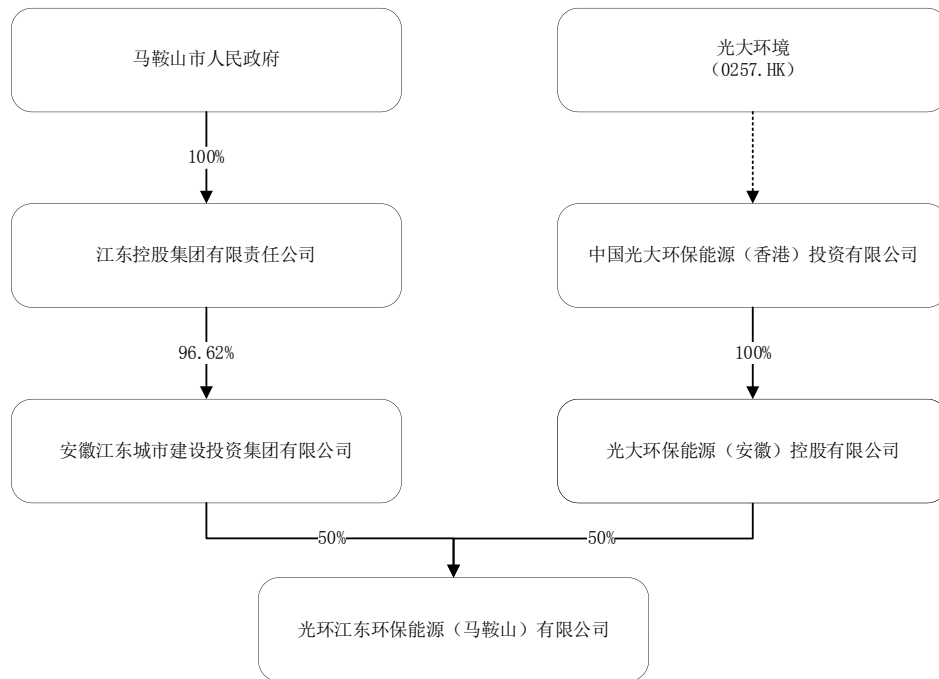 马鞍山市人民政府
光大环境
（0257.HK）
100%
江东控股集团有限责任公司
中国光大环保能源（香港）投资有限公司
96.62%
100%
安徽江东城市建设投资集团有限公司
光大环保能源（安徽）控股有限公司
50%
50%
光环江东环保能源（马鞍山）有限公司